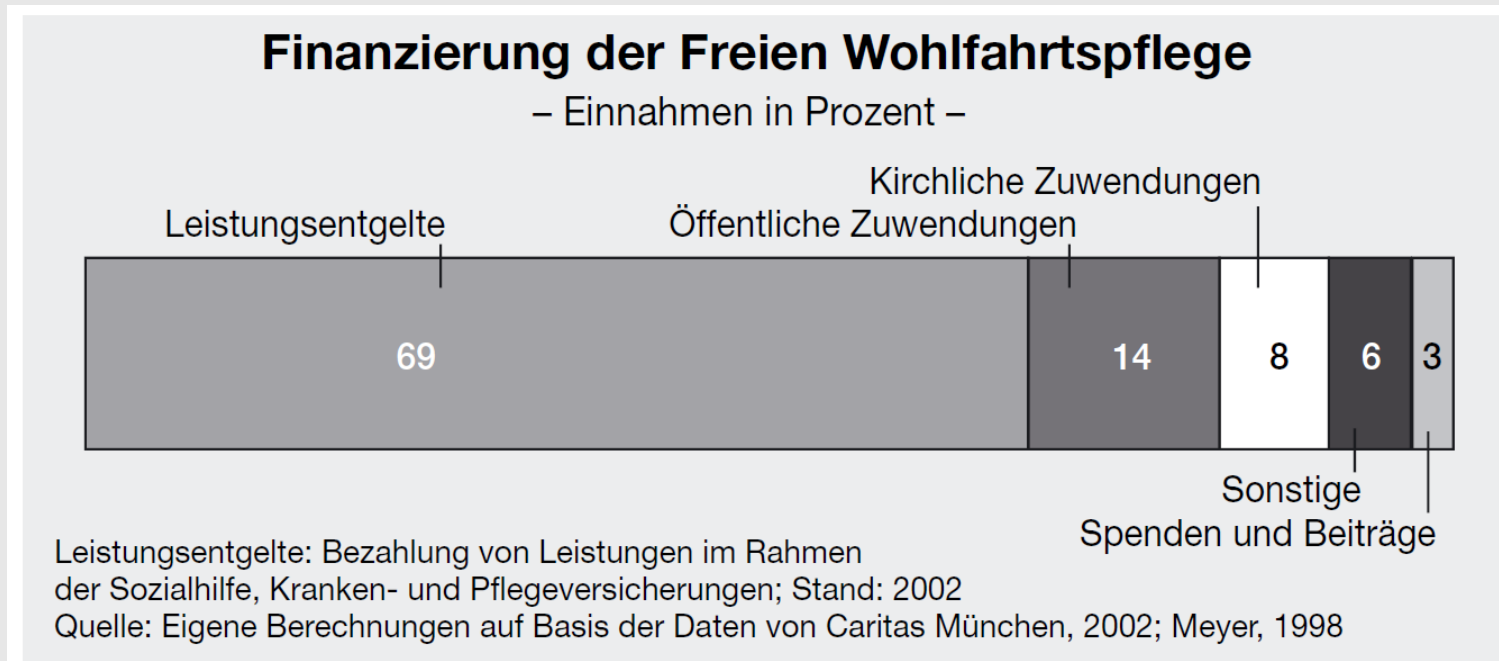 Finanzierung der Freien Wohlfahrtspflege
– Einnahmen in Prozent –
Kirchliche Zuwendungen
Leistungsentgelte
Öffentliche Zuwendungen
69
14
8
6
3
Sonstige
Spenden und Beiträge
Leistungsentgelte: Bezahlung von Leistungen im Rahmen
der Sozialhilfe, Kranken- und Pflegeversicherungen; Stand: 2002
Quelle: Eigene Berechnungen auf Basis der Daten von Caritas München, 2002; Meyer, 1998